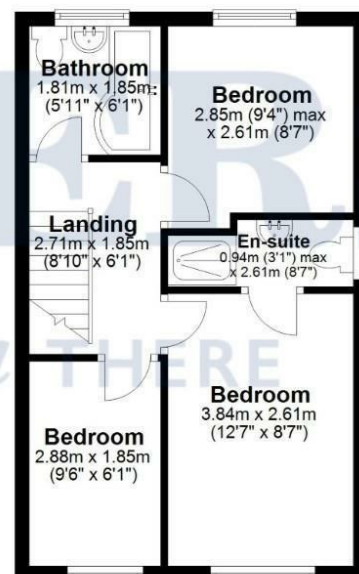 Bathroom
1.81m x 1.85m
(5'11" x 6'1")
Bedroom
2.85m (9'4") max
x 2.61m (8'7")
Landing
2.71m x 1.85m
(8'10" x 6'1")
En-suite
0.94m (3'1") max
x 2.61m (8'7")
Bedroom
3.84m x 2.61m
(12'7" x 8'7")
Bedroom
2.88m x 1.85m
(9'6" x 6'1")
ER
THERE